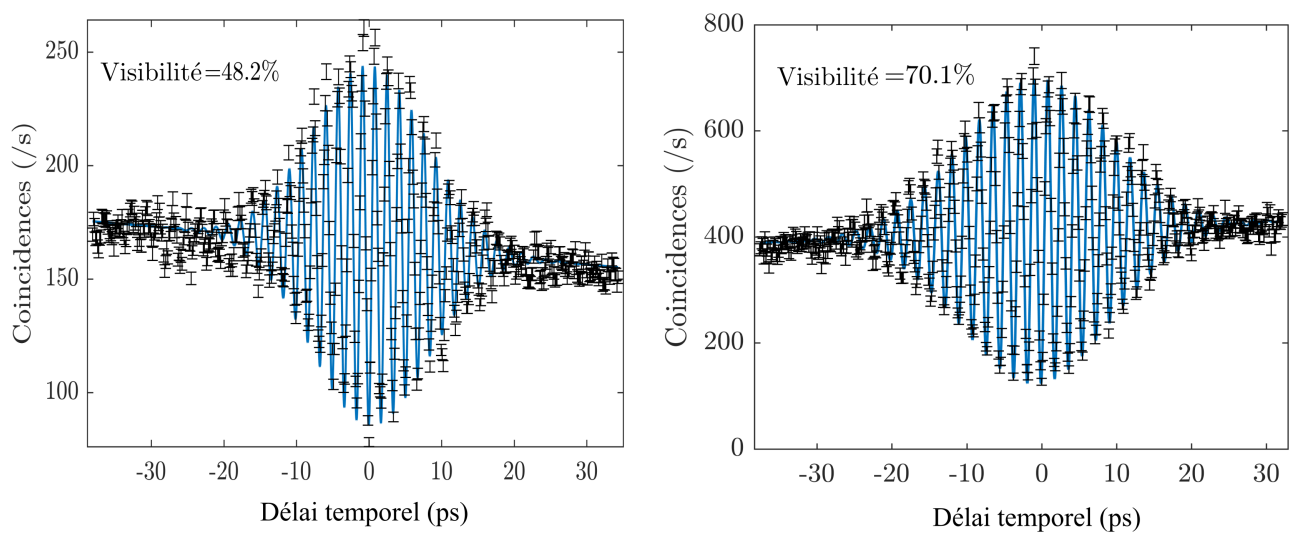 Visibilité=48.2%
250
200
150
100
Coincidences (/s)
-30 -20 -10 0 10 20 30
Délai temporel (ps)
Visibilité =70.1%
800
600
400
200
0
Coincidences (/s)
-30 -20 -10 0 10 20 30
Délai temporel (ps)